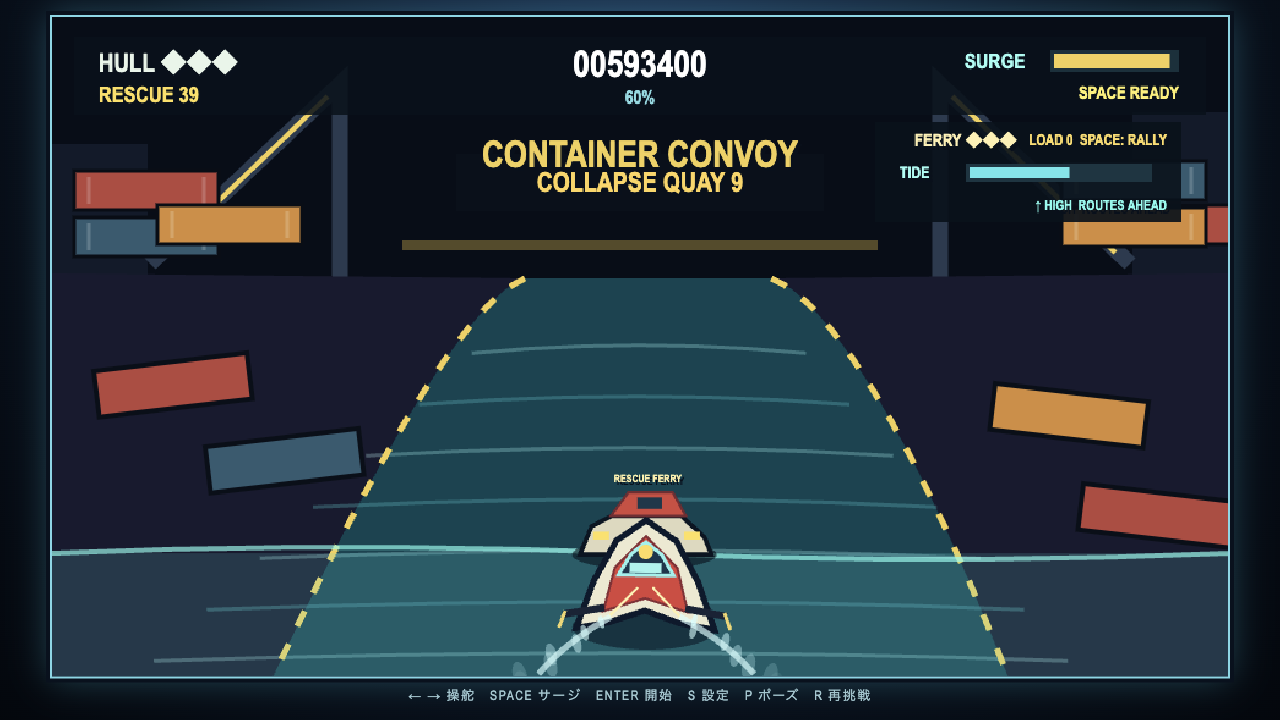 HULL
RESCUE 39
00593400
60%
SURGE
SPACE READY
CONTAINER CONVOY
COLLAPSE QUAY 9
FERRY LOAD 0 SPACE: RALLY
TIDE
↑ HIGH ROUTES AHEAD
RESCUE FERRY
← → 操舵 SPACE サージ ENTER 開始 S 設定 P ポーズ R 再挑戦